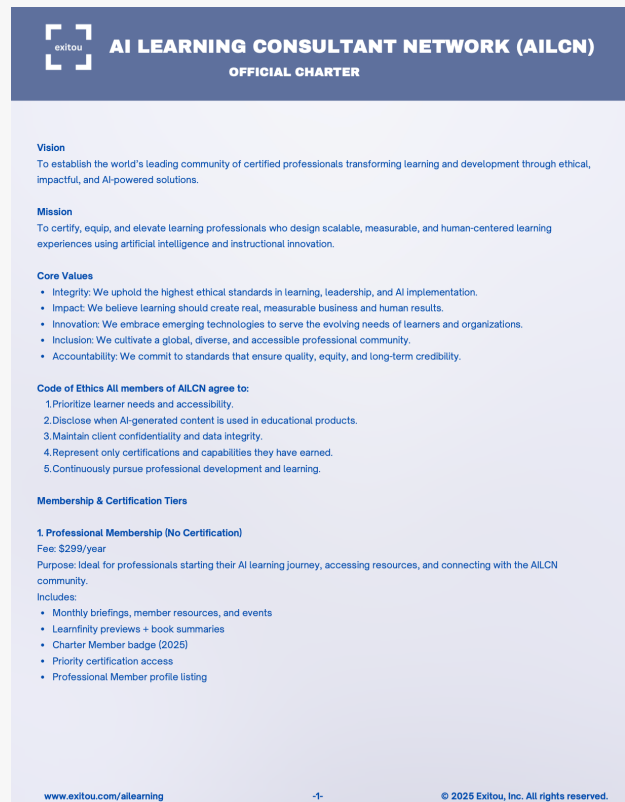 exitou
AI LEARNING CONSULTANT NETWORK (AILCN)
OFFICIAL CHARTER
Vision
To establish the world's leading community of certified professionals transforming learning and development through ethical,
impactful, and AI-powered solutions.
Mission
To certify, equip, and elevate learning professionals who design scalable, measurable, and human-centered learning
experiences using artificial intelligence and instructional innovation.
Core Values
• Integrity: We uphold the highest ethical standards in learning, leadership, and AI implementation.
• Impact: We believe learning should create real, measurable business and human results.
• Innovation: We embrace emerging technologies to serve the evolving needs of learners and organizations.
• Inclusion: We cultivate a global, diverse, and accessible professional community.
• Accountability: We commit to standards that ensure quality, equity, and long-term credibility.
Code of Ethics All members of AILCN agree to:
1. Prioritize learner needs and accessibility.
2. Disclose when AI-generated content is used in educational products.
3. Maintain client confidentiality and data integrity.
4. Represent only certifications and capabilities they have earned.
5. Continuously pursue professional development and learning.
Membership & Certification Tiers
1. Professional Membership (No Certification)
Fee: $299/year
Purpose: Ideal for professionals starting their AI learning journey, accessing resources, and connecting with the AILCN
community.
Includes:
• Monthly briefings, member resources, and events
• Learnfinity previews + book summaries
• Charter Member badge (2025)
• Priority certification access
• Professional Member profile listing
www.exitou.com/ailearning
-1-
© 2025 Exitou, Inc. All rights reserved.